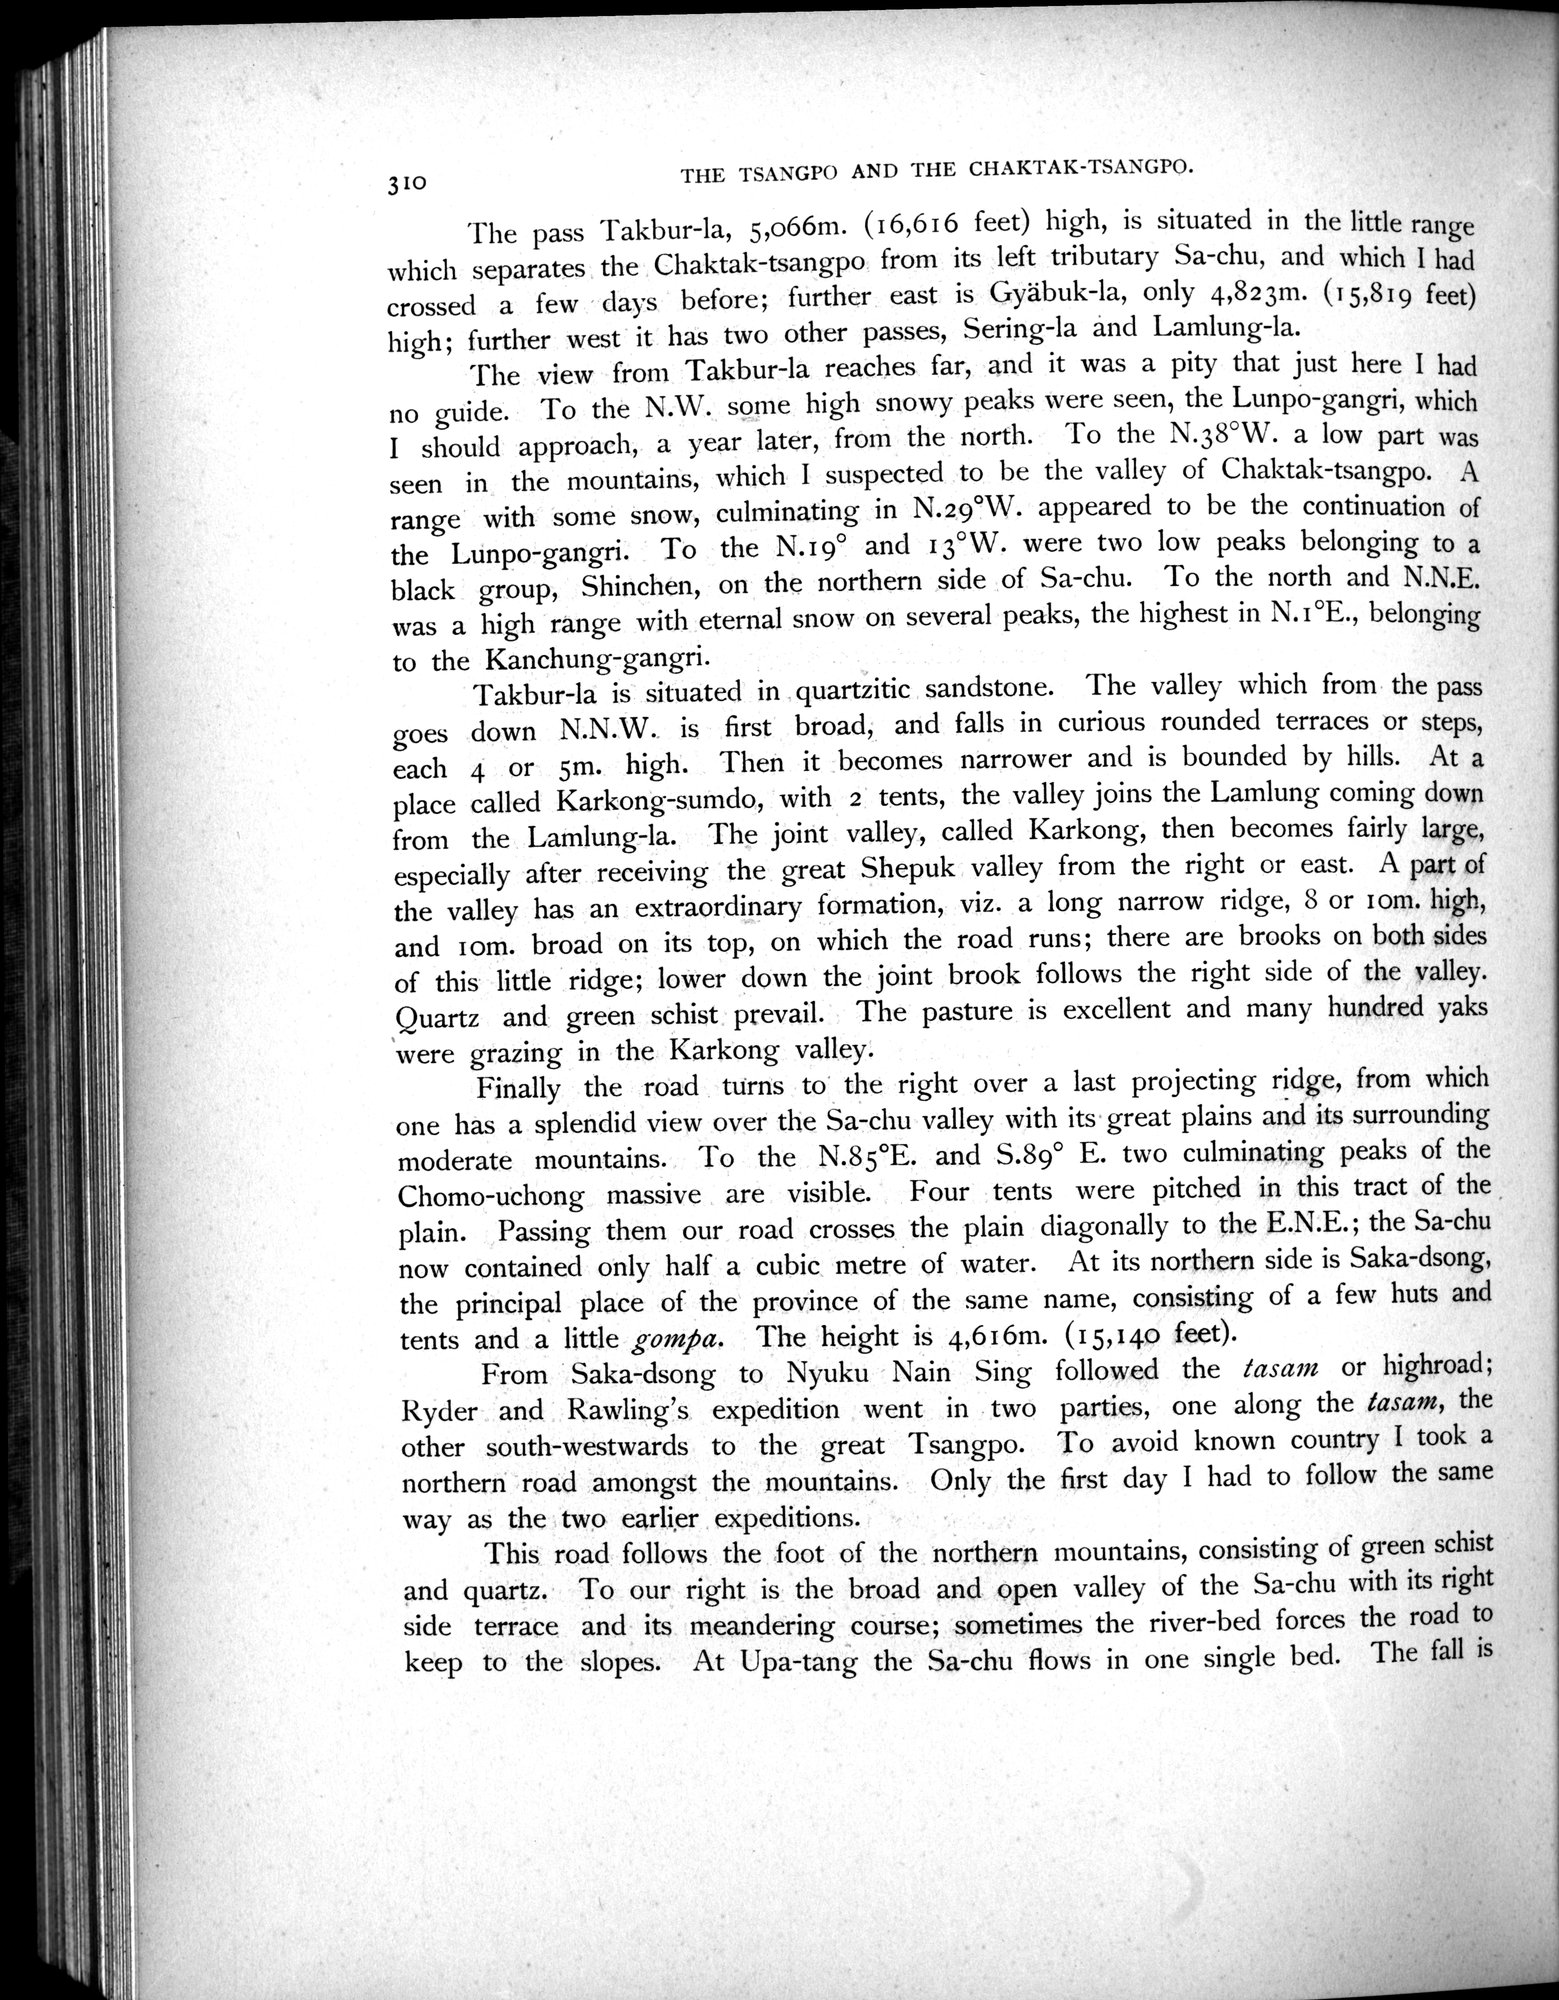 310
THE TSANGPO AND THE CHAKTAK-TSANGPO.
The pass Takbur-la, 5,066m. (16,616 feet) high, is situated in the little range
which separates the Chaktak-tsangpo from its left tributary Sa-chu, and which I had
crossed a few days before; further east is Gyäbuk-la, only 4,823m. (15,819 feet)
high; further west it has two other passes, Sering-la and Lamlung-la.
The view from Takbur-la reaches far, and it was a pity that just here I had
no guide. To the N.W. some high snowy peaks were seen, the Lunpo-gangri, which
I should approach, a year later, from the north. To the N.38°W. a low part was
seen in the mountains, which I suspected to be the valley of Chaktak-tsangpo. A
range with some snow, culminating in N.29°W. appeared to be the continuation of
the Lunpo-gangri. To the N.19° and 13°W. were two low peaks belonging to a
black group, Shinchen, on the northern side of Sa-chu. To the north and N.N.E.
was a high range with eternal snow on several peaks, the highest in N.1°E., belonging
to the Kanchung-gangri.
Takbur-la is situated in quartzitic sandstone. The valley which from the pass
goes down N.N.W. is first broad, and falls in curious rounded terraces or steps,
each 4 or 5m. high. Then it becomes narrower and is bounded by hills. At a
place called Karkong-sumdo, with 2 tents, the valley joins the Lamlung coming down
from the Lamlung-la. The joint valley, called Karkong, then becomes fairly large,
especially after receiving the great Shepuk valley from the right or east. A part of
the valley has an extraordinary formation, viz. a long narrow ridge, 8 or 10m. high,
and 10m. broad on its top, on which the road runs; there are brooks on both sides
of this little ridge; lower down the joint brook follows the right side of the valley.
Quartz and green schist prevail. The pasture is excellent and many hundred yaks
were grazing in the Karkong valley.
Finally the road turns to the right over a last projecting ridge, from which
one has a splendid view over the Sa-chu valley with its great plains and its surrounding
moderate mountains. To the N.85°E. and S.89° E. two culminating peaks of the
Chomo-uchong massive are visible. Four tents were pitched in this tract of the
plain. Passing them our road crosses the plain diagonally to the E.N.E.; the Sa-chu
now contained only half a cubic metre of water. At its northern side is Saka-dsong,
the principal place of the province of the same name, consisting of a few huts and
tents and a little gompa. The height is 4,616m. (15,140 feet).
From Saka-dsong to Nyuku Nain Sing followed the tasam or highroad;
Ryder and Rawling's expedition went in two parties, one along the tasam, the
other south-westwards to the great Tsangpo. To avoid known country I took a
northern road amongst the mountains. Only the first day I had to follow the same
way as the two earlier expeditions.
This road follows the foot of the northern mountains, consisting of green schist
and quartz. To our right is the broad and open valley of the Sa-chu with its right
side terrace and its meandering course; sometimes the river-bed forces the road to
keep to the slopes. At Upa-tang the Sa-chu flows in one single bed. The fall is